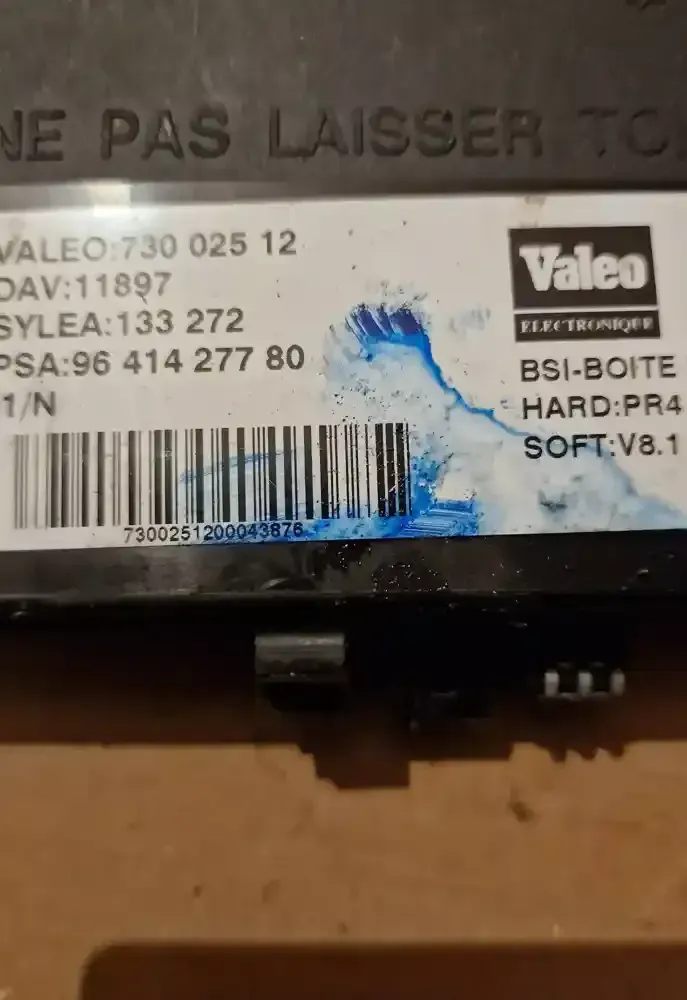 NE PAS LAISSER TO
VALEO:730 025 12
DAV:11897
SYLEA:133 272
PSA:96 414 277 80
1/N
7300251200043876
Valeo
ELECTRONIQUE
BSI-BOITE
HARD:PR4
SOFT:V8.1